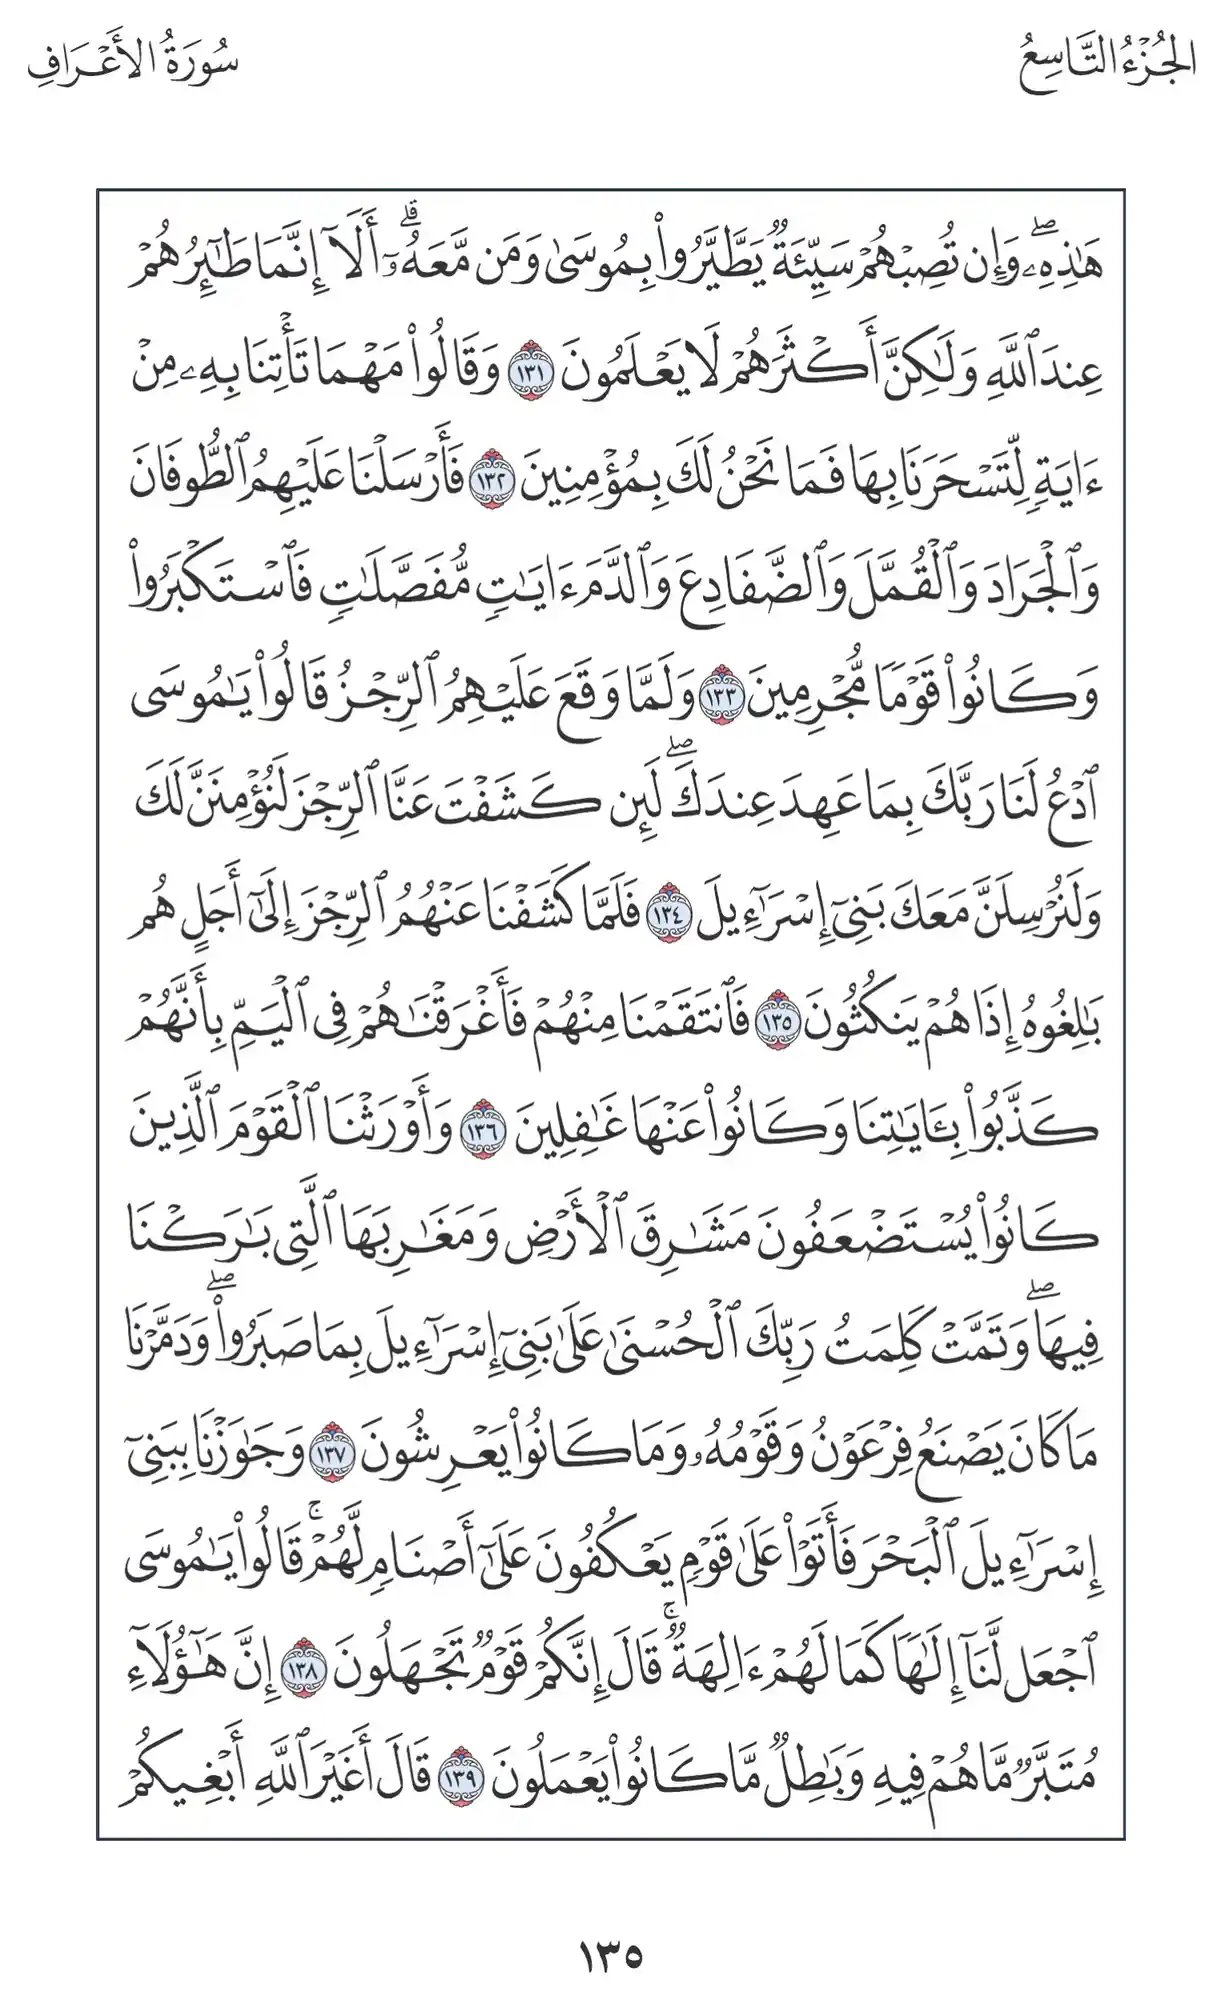 الجُزْءُ التَّاسِعُ
سُورَةُ الأَعْرَافِ
هَٰذِهِۦۖ وَإِن تُصِبْهُمْ سَيِّئَةٌ يَطَّيَّرُوا۟ بِمُوسَىٰ وَمَن مَّعَهُۥٓۗ أَلَآ إِنَّمَا طَٰٓئِرُهُمْ
عِندَ ٱللَّهِ وَلَٰكِنَّ أَكْثَرَهُمْ لَا يَعْلَمُونَ ١٣١ وَقَالُوا۟ مَهْمَا تَأْتِنَا بِهِۦ مِنْ
ءَايَةٍ لِّتَسْحَرَنَا بِهَا فَمَا نَحْنُ لَكَ بِمُؤْمِنِينَ ١٣٢ فَأَرْسَلْنَا عَلَيْهِمُ ٱلطُّوفَانَ
وَٱلْجَرَادَ وَٱلْقُمَّلَ وَٱلضَّفَادِعَ وَٱلدَّمَ ءَايَٰتٍ مُّفَصَّلَٰتٍ فَٱسْتَكْبَرُوا۟
وَكَانُوا۟ قَوْمًا مُّجْرِمِينَ ١٣٣ وَلَمَّا وَقَعَ عَلَيْهِمُ ٱلرِّجْزُ قَالُوا۟ يَٰمُوسَى
ٱدْعُ لَنَا رَبَّكَ بِمَا عَهِدَ عِندَكَۖ لَئِن كَشَفْتَ عَنَّا ٱلرِّجْزَ لَنُؤْمِنَنَّ لَكَ
وَلَنُرْسِلَنَّ مَعَكَ بَنِىٓ إِسْرَٰٓءِيلَ ١٣٤ فَلَمَّا كَشَفْنَا عَنْهُمُ ٱلرِّجْزَ إِلَىٰٓ أَجَلٍ هُم
بَٰلِغُوهُ إِذَا هُمْ يَنكُثُونَ ١٣٥ فَٱنتَقَمْنَا مِنْهُمْ فَأَغْرَقْنَٰهُمْ فِى ٱلْيَمِّ بِأَنَّهُمْ
كَذَّبُوا۟ بِـَٔايَٰتِنَا وَكَانُوا۟ عَنْهَا غَٰفِلِينَ ١٣٦ وَأَوْرَثْنَا ٱلْقَوْمَ ٱلَّذِينَ
كَانُوا۟ يُسْتَضْعَفُونَ مَشَٰرِقَ ٱلْأَرْضِ وَمَغَٰرِبَهَا ٱلَّتِى بَٰرَكْنَا
فِيهَاۖ وَتَمَّتْ كَلِمَتُ رَبِّكَ ٱلْحُسْنَىٰ عَلَىٰ بَنِىٓ إِسْرَٰٓءِيلَ بِمَا صَبَرُوا۟ۖ وَدَمَّرْنَا
مَا كَانَ يَصْنَعُ فِرْعَوْنُ وَقَوْمُهُۥ وَمَا كَانُوا۟ يَعْرِشُونَ ١٣٧ وَجَٰوَزْنَا بِبَنِىٓ
إِسْرَٰٓءِيلَ ٱلْبَحْرَ فَأَتَوْا۟ عَلَىٰ قَوْمٍ يَعْكُفُونَ عَلَىٰٓ أَصْنَامٍ لَّهُمْۚ قَالُوا۟ يَٰمُوسَى
ٱجْعَل لَّنَآ إِلَٰهًا كَمَا لَهُمْ ءَالِهَةٌۚ قَالَ إِنَّكُمْ قَوْمٌ تَجْهَلُونَ ١٣٨ إِنَّ هَٰٓؤُلَآءِ
مُتَبَّرٌ مَّا هُمْ فِيهِ وَبَٰطِلٌ مَّا كَانُوا۟ يَعْمَلُونَ ١٣٩ قَالَ أَغَيْرَ ٱللَّهِ أَبْغِيكُمْ
١٣٥